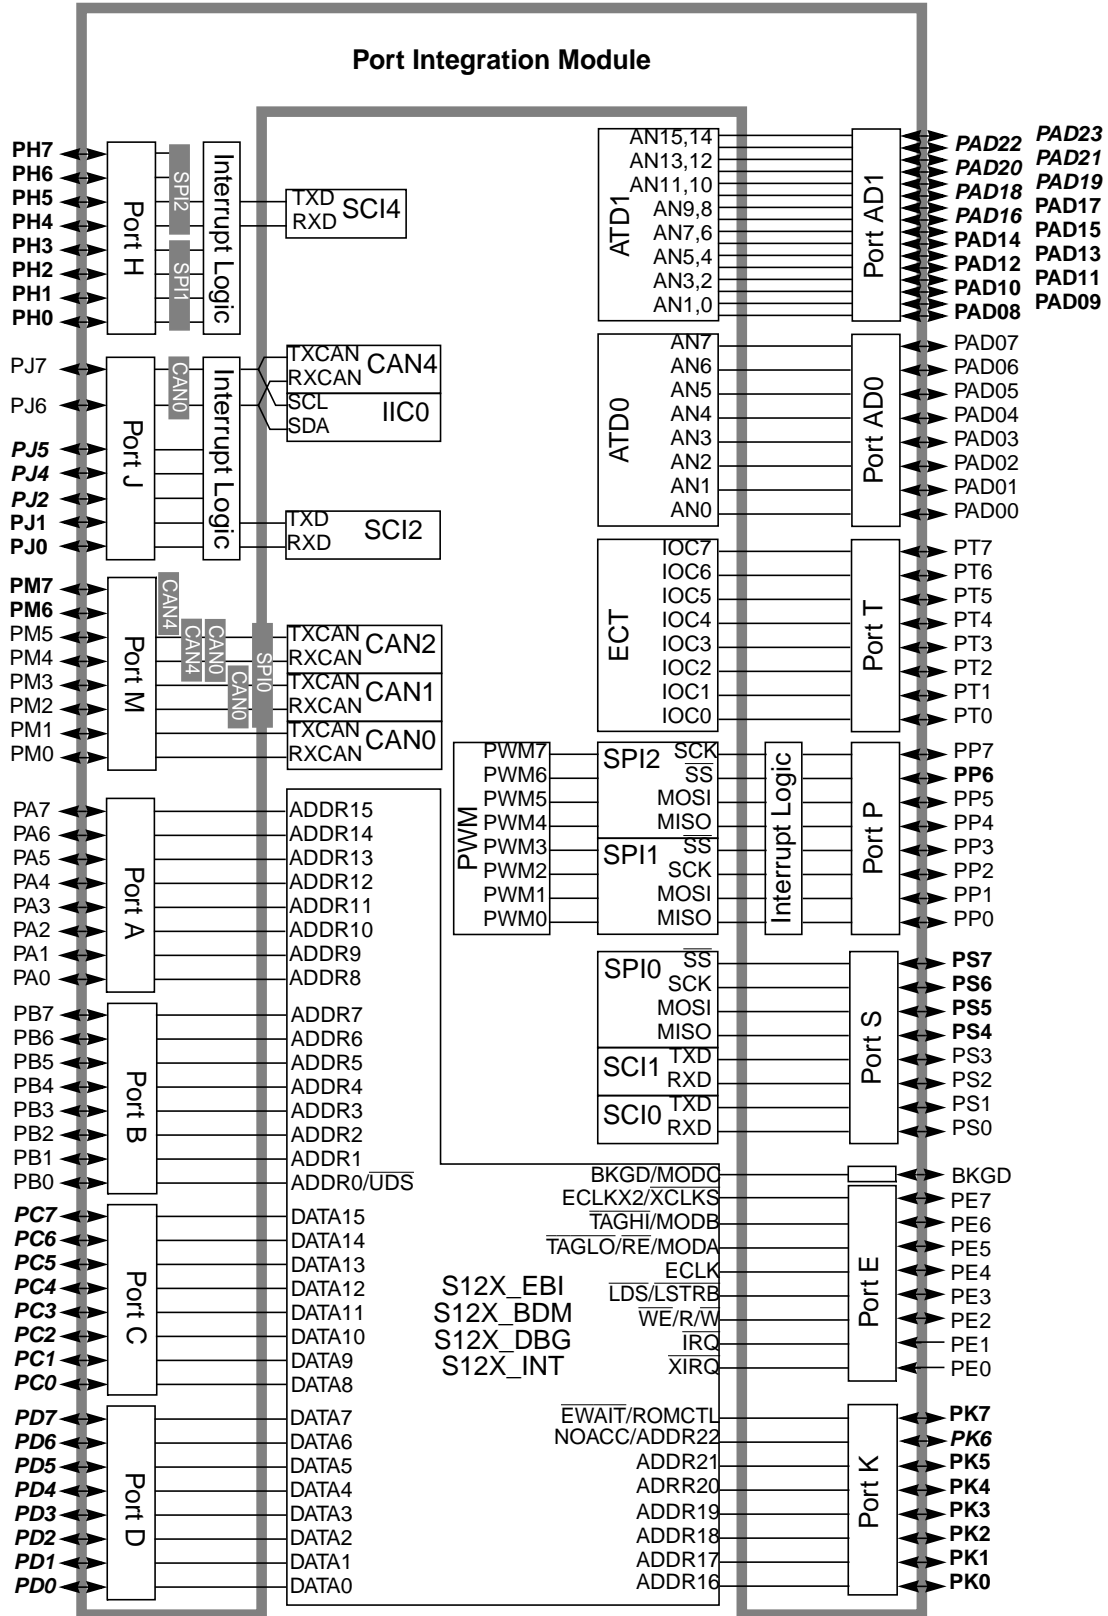 Port Integration Module
PH7
PH6
PH5
PH4
PH3
PH2
PH1
PH0
Port H
SPI2
SPI1
Interrupt Logic
TXD
RXD
SCI4
PJ7
PJ6
PJ5
PJ4
PJ2
PJ1
PJ0
Port J
CAN0
Interrupt Logic
TXCAN
RXCAN
CAN4
SCL
SDA
IIC0
TXD
RXD
SCI2
PM7
PM6
PM5
PM4
PM3
PM2
PM1
PM0
Port M
CAN4
CAN4
CAN0
CAN0
SPI0
TXCAN
RXCAN
CAN2
TXCAN
RXCAN
CAN1
TXCAN
RXCAN
CAN0
PA7
PA6
PA5
PA4
PA3
PA2
PA1
PA0
Port A
ADDR15
ADDR14
ADDR13
ADDR12
ADDR11
ADDR10
ADDR9
ADDR8
PB7
PB6
PB5
PB4
PB3
PB2
PB1
PB0
Port B
ADDR7
ADDR6
ADDR5
ADDR4
ADDR3
ADDR2
ADDR1
ADDR0/UDS
PC7
PC6
PC5
PC4
PC3
PC2
PC1
PC0
Port C
DATA15
DATA14
DATA13
DATA12
DATA11
DATA10
DATA9
DATA8
PD7
PD6
PD5
PD4
PD3
PD2
PD1
PD0
Port D
DATA7
DATA6
DATA5
DATA4
DATA3
DATA2
DATA1
DATA0
S12X_EBI
S12X_BDM
S12X_DBG
S12X_INT
ATD1
AN15,14
AN13,12
AN11,10
AN9,8
AN7,6
AN5,4
AN3,2
AN1,0
Port AD1
PAD23
PAD22
PAD21
PAD20
PAD19
PAD18
PAD17
PAD16
PAD15
PAD14
PAD13
PAD12
PAD11
PAD10
PAD09
PAD08
ATD0
AN7
AN6
AN5
AN4
AN3
AN2
AN1
AN0
Port AD0
PAD07
PAD06
PAD05
PAD04
PAD03
PAD02
PAD01
PAD00
ECT
IOC7
IOC6
IOC5
IOC4
IOC3
IOC2
IOC1
IOC0
Port T
PT7
PT6
PT5
PT4
PT3
PT2
PT1
PT0
PWM
PWM7
PWM6
PWM5
PWM4
PWM3
PWM2
PWM1
PWM0
SPI2
SCK
SS
MOSI
MISO
SPI1
SS
SCK
MOSI
MISO
Interrupt Logic
Port P
PP7
PP6
PP5
PP4
PP3
PP2
PP1
PP0
SPI0
SS
SCK
MOSI
MISO
SCI1
TXD
RXD
SCI0
TXD
RXD
Port S
PS7
PS6
PS5
PS4
PS3
PS2
PS1
PS0
BKGD/MODC
BKGD
ECLKX2/XCLKS
TAGHI/MODB
TAGLO/RE/MODA
ECLK
LDS/LSTRB
WE/R/W
IRQ
XIRQ
Port E
PE7
PE6
PE5
PE4
PE3
PE2
PE1
PE0
EWAIT/ROMCTL
NOACC/ADDR22
ADDR21
ADRR20
ADDR19
ADDR18
ADDR17
ADDR16
Port K
PK7
PK6
PK5
PK4
PK3
PK2
PK1
PK0